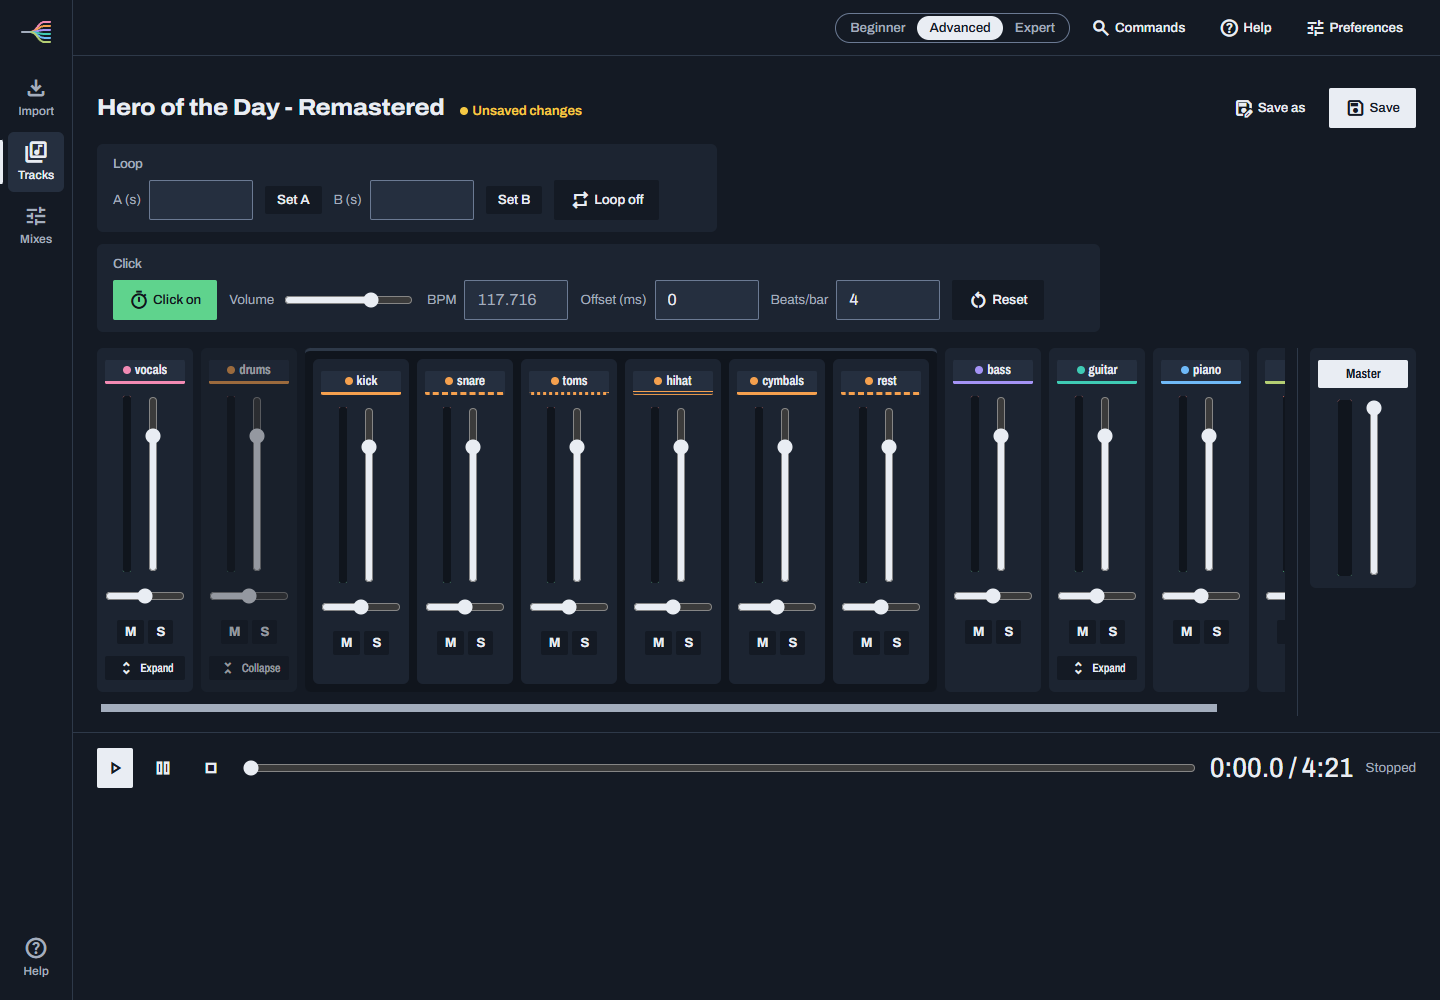 Beginner Advanced Expert Commands Help Preferences
Import
Tracks
Mixes
Help
Hero of the Day - Remastered Unsaved changes Save as Save
Loop
A (s) Set A B (s) Set B Loop off
Click
Click on Volume BPM 117.716 Offset (ms) 0 Beats/bar 4 Reset
vocals drums kick snare toms hihat cymbals rest bass guitar piano Master
M S M S M S M S M S M S M S M S M S M S M S
Expand Collapse Expand
0:00.0 / 4:21 Stopped